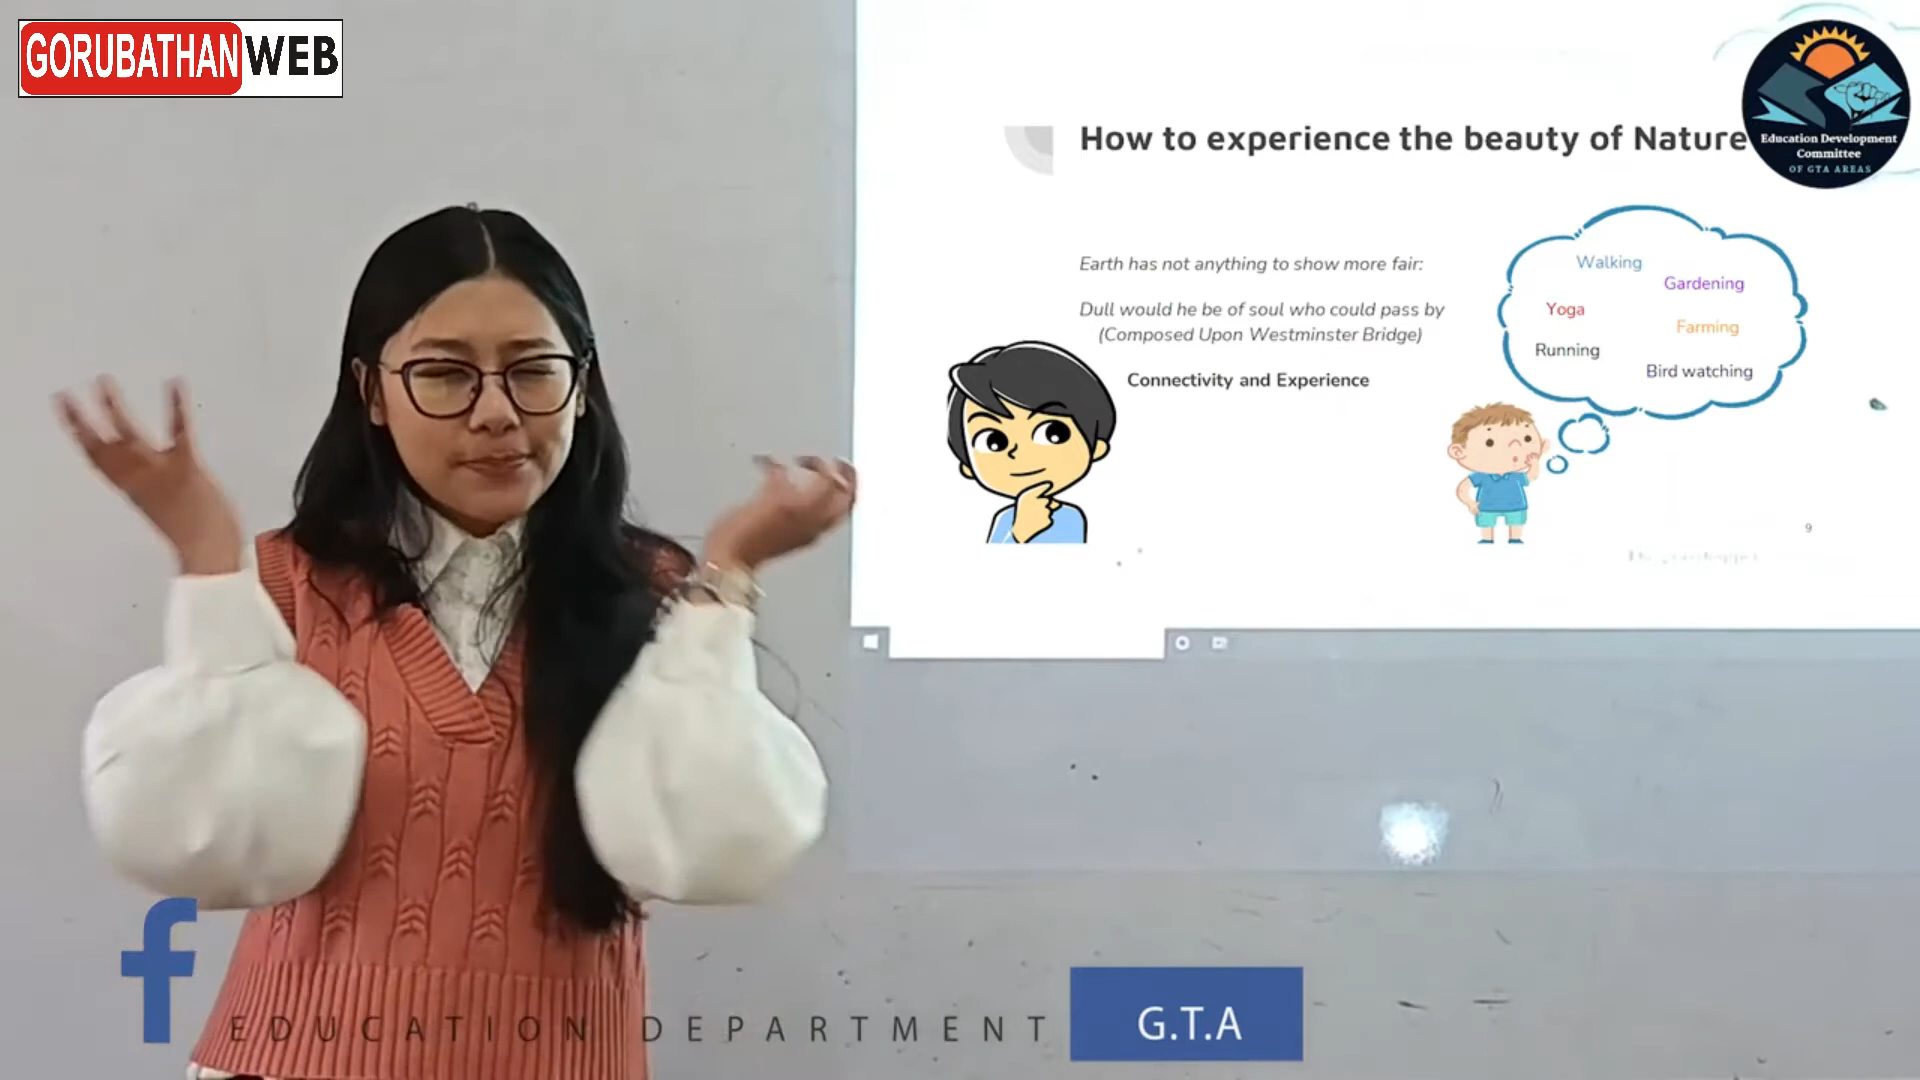 GORUBATHAN WEB
How to experience the beauty of Nature
Education Development
Committee
OF GTA AREAS
Earth has not anything to show more fair:
Dull would he be of soul who could pass by
(Composed Upon Westminster Bridge)
Connectivity and Experience
Walking
Gardening
Yoga
Farming
Running
Bird watching
9
f
EDUCATION DEPARTMENT
G.T.A